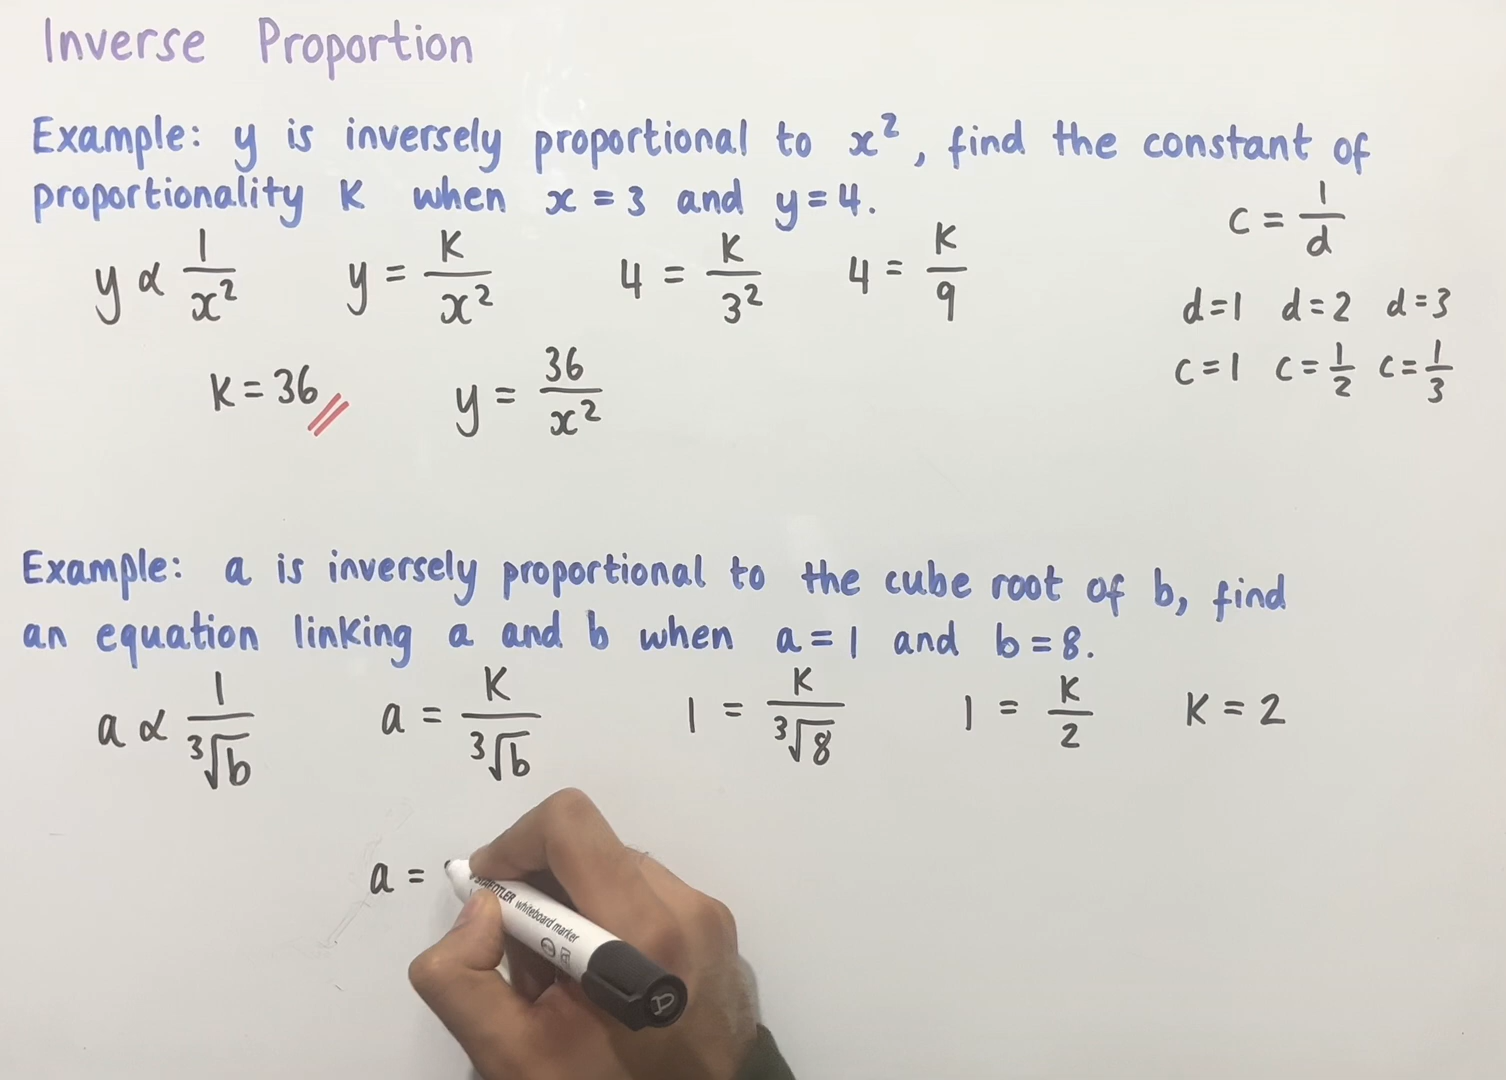 Inverse Proportion
Example: y is inversely proportional to x², find the constant of
proportionality K when x = 3 and y = 4.
y ∝ 1/x² y = K/x² 4 = K/3² 4 = K/9
K = 36 y = 36/x²
c = 1/d
d=1 d=2 d=3
c=1 c=1/2 c=1/3
Example: a is inversely proportional to the cube root of b, find
an equation linking a and b when a = 1 and b = 8.
a ∝ 1/³√b a = K/³√b 1 = K/³√8 1 = K/2 K = 2
a =
STAEDTLER whiteboard marker